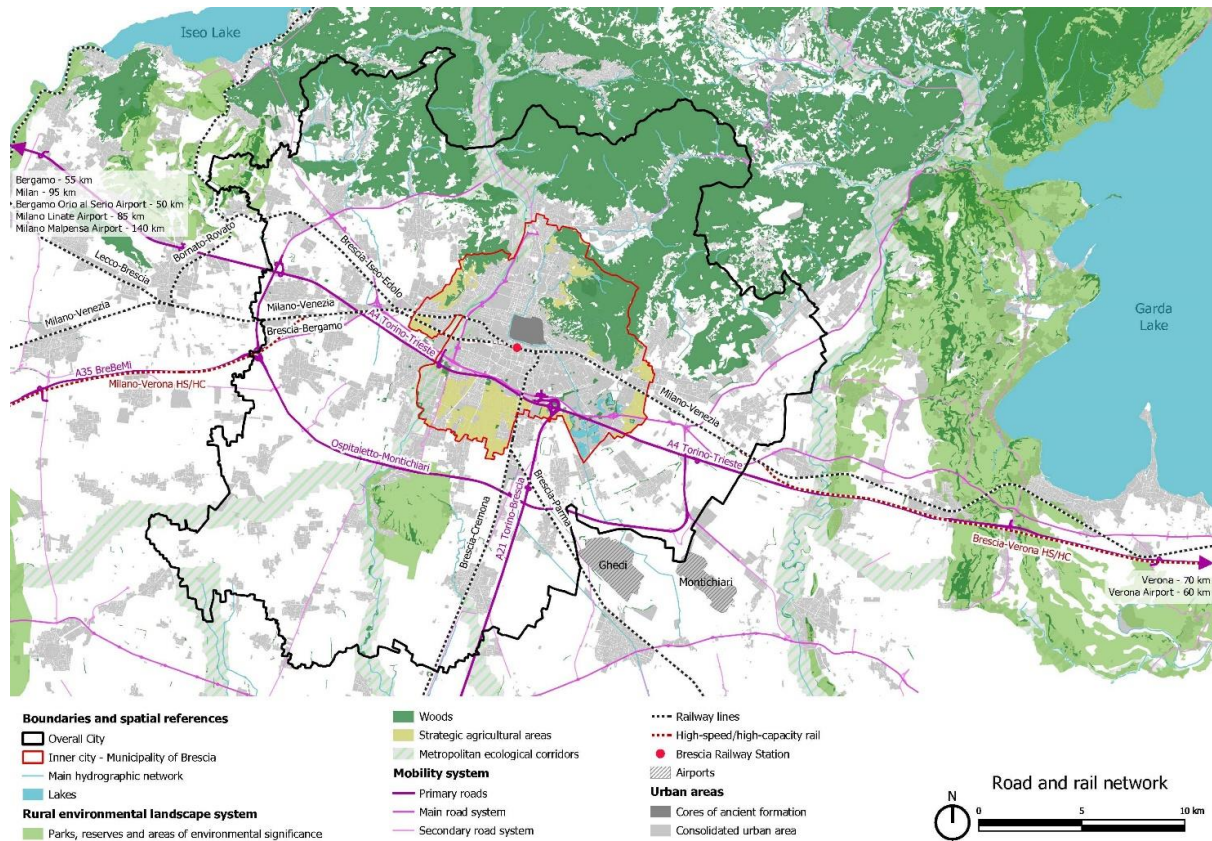 Iseo Lake
Bergamo - 55 km
Milan - 95 km
Bergamo Orio al Serio Airport - 50 km
Milano Linate Airport - 85 km
Milano Malpensa Airport - 140 km
Bornato-Rovato
Lecco-Brescia
Milano-Venezia
Brescia-Iseo-Edolo
Milano-Venezia
Brescia-Bergamo
A4 Torino-Trieste
A35 BreBeMi
Milano-Verona HS/HC
Garda
Lake
Milano-Venezia
A4 Torino-Trieste
Ospitaletto-Montichiari
Brescia-Cremona
A21 Torino-Brescia
Brescia-Parma
Ghedi
Montichiari
Brescia-Verona HS/HC
Verona - 70 km
Verona Airport - 60 km
Boundaries and spatial references
Overall City
Inner city - Municipality of Brescia
Main hydrographic network
Lakes
Rural environmental landscape system
Parks, reserves and areas of environmental significance
Woods
Strategic agricultural areas
Metropolitan ecological corridors
Mobility system
Primary roads
Main road system
Secondary road system
Railway lines
High-speed/high-capacity rail
Brescia Railway Station
Airports
Urban areas
Cores of ancient formation
Consolidated urban area
Road and rail network
N
0 5 10 km